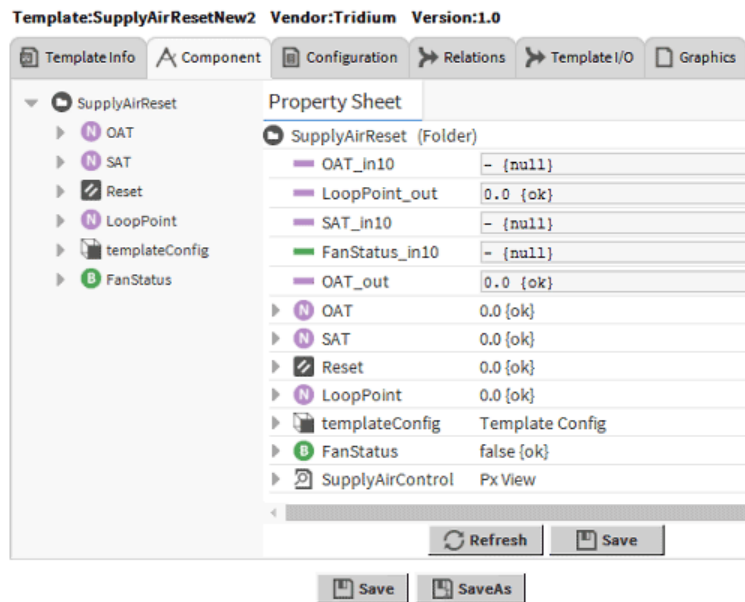 Template:SupplyAirResetNew2 Vendor:Tridium Version:1.0
Template Info Component Configuration Relations Template I/O Graphics
SupplyAirReset
N OAT
N SAT
Reset
N LoopPoint
templateConfig
B FanStatus
Property Sheet
SupplyAirReset (Folder)
OAT_in10 - {null}
LoopPoint_out 0.0 {ok}
SAT_in10 - {null}
FanStatus_in10 - {null}
OAT_out 0.0 {ok}
N OAT 0.0 {ok}
N SAT 0.0 {ok}
Reset 0.0 {ok}
N LoopPoint 0.0 {ok}
templateConfig Template Config
B FanStatus false {ok}
SupplyAirControl Px View
Refresh Save
Save SaveAs